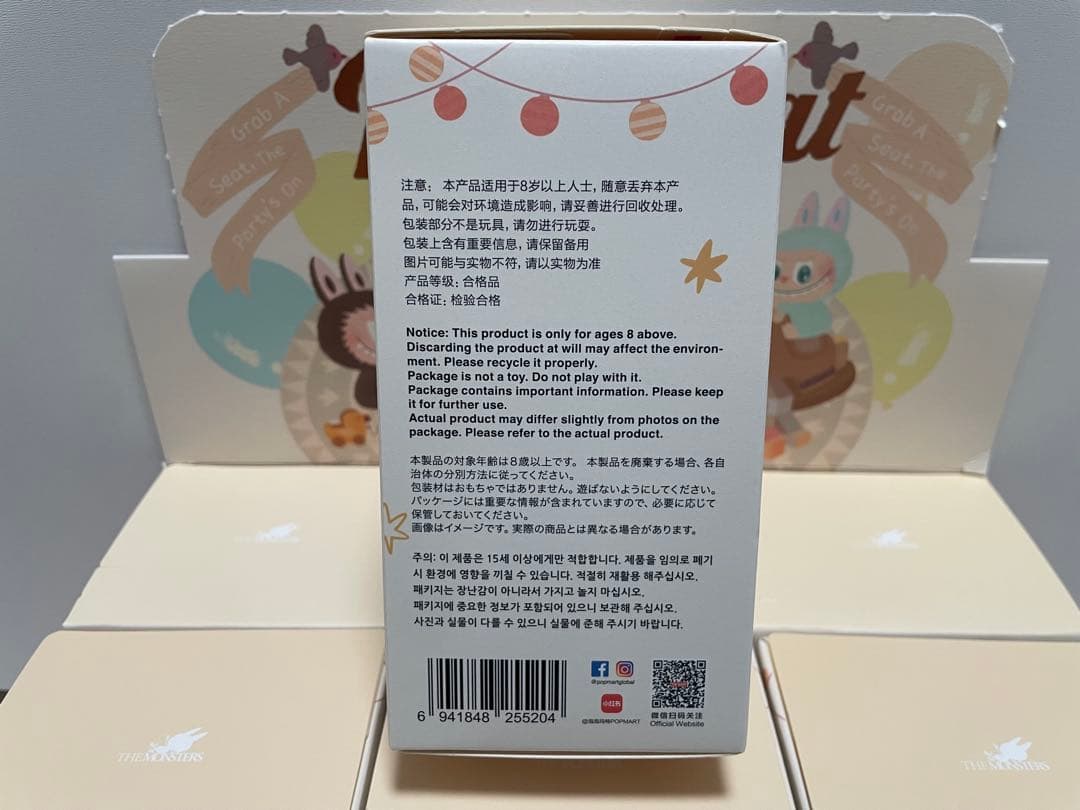 Grob A
Seat, The
Party's On
at
Grob A
Seat, The
Party's On
注意：本产品适用于8岁以上人士，随意丢弃本产
品，可能会对环境造成影响，请妥善进行回收处理。
包装部分不是玩具，请勿进行玩耍。
包装上含有重要信息，请保留备用
图片可能与实物不符，请以实物为准
产品等级：合格品
合格证：检验合格
Notice: This product is only for ages 8 above.
Discarding the product at will may affect the environ-
ment. Please recycle it properly.
Package is not a toy. Do not play with it.
Package contains important information. Please keep
it for further use.
Actual product may differ slightly from photos on the
package. Please refer to the actual product.
本製品の対象年齢は8歳以上です。 本製品を廃棄する場合、各自
治体の分別方法に従ってください。
包装材はおもちゃではありません。遊ばないようにしてください。
パッケージには重要な情報が含まれていますので、必要に応じて
保管しておいてください。
画像はイメージです。実際の商品とは異なる場合があります。
주의: 이 제품은 15세 이상에게만 적합합니다. 제품을 임의로 폐기
시 환경에 영향을 끼칠 수 있습니다. 적절히 재활용 해주십시오.
패키지는 장난감이 아니라서 가지고 놀지 마십시오.
패키지에 중요한 정보가 포함되어 있으니 보관해 주십시오.
사진과 실물이 다를 수 있으니 실물에 준해 주시기 바랍니다.
@popmartglobal
小红书
@泡泡玛特POPMART
微信扫码关注
Official Website
6 941848 255204
THE MONSTERS
THE MONSTERS